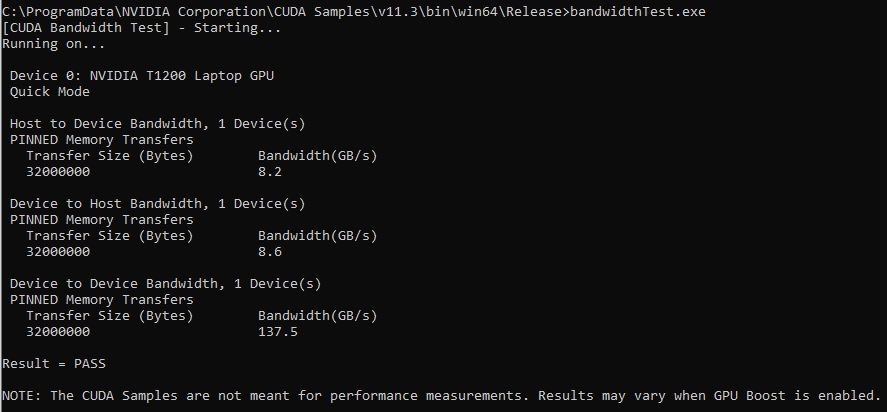 C:\ProgramData\NVIDIA Corporation\CUDA Samples\v11.3\bin\win64\Release>bandwidthTest.exe
[CUDA Bandwidth Test] - Starting...
Running on...
Device 0: NVIDIA T1200 Laptop GPU
Quick Mode
Host to Device Bandwidth, 1 Device(s)
PINNED Memory Transfers
Transfer Size (Bytes)        Bandwidth(GB/s)
32000000                     8.2
Device to Host Bandwidth, 1 Device(s)
PINNED Memory Transfers
Transfer Size (Bytes)        Bandwidth(GB/s)
32000000                     8.6
Device to Device Bandwidth, 1 Device(s)
PINNED Memory Transfers
Transfer Size (Bytes)        Bandwidth(GB/s)
32000000                     137.5
Result = PASS
NOTE: The CUDA Samples are not meant for performance measurements. Results may vary when GPU Boost is enabled.